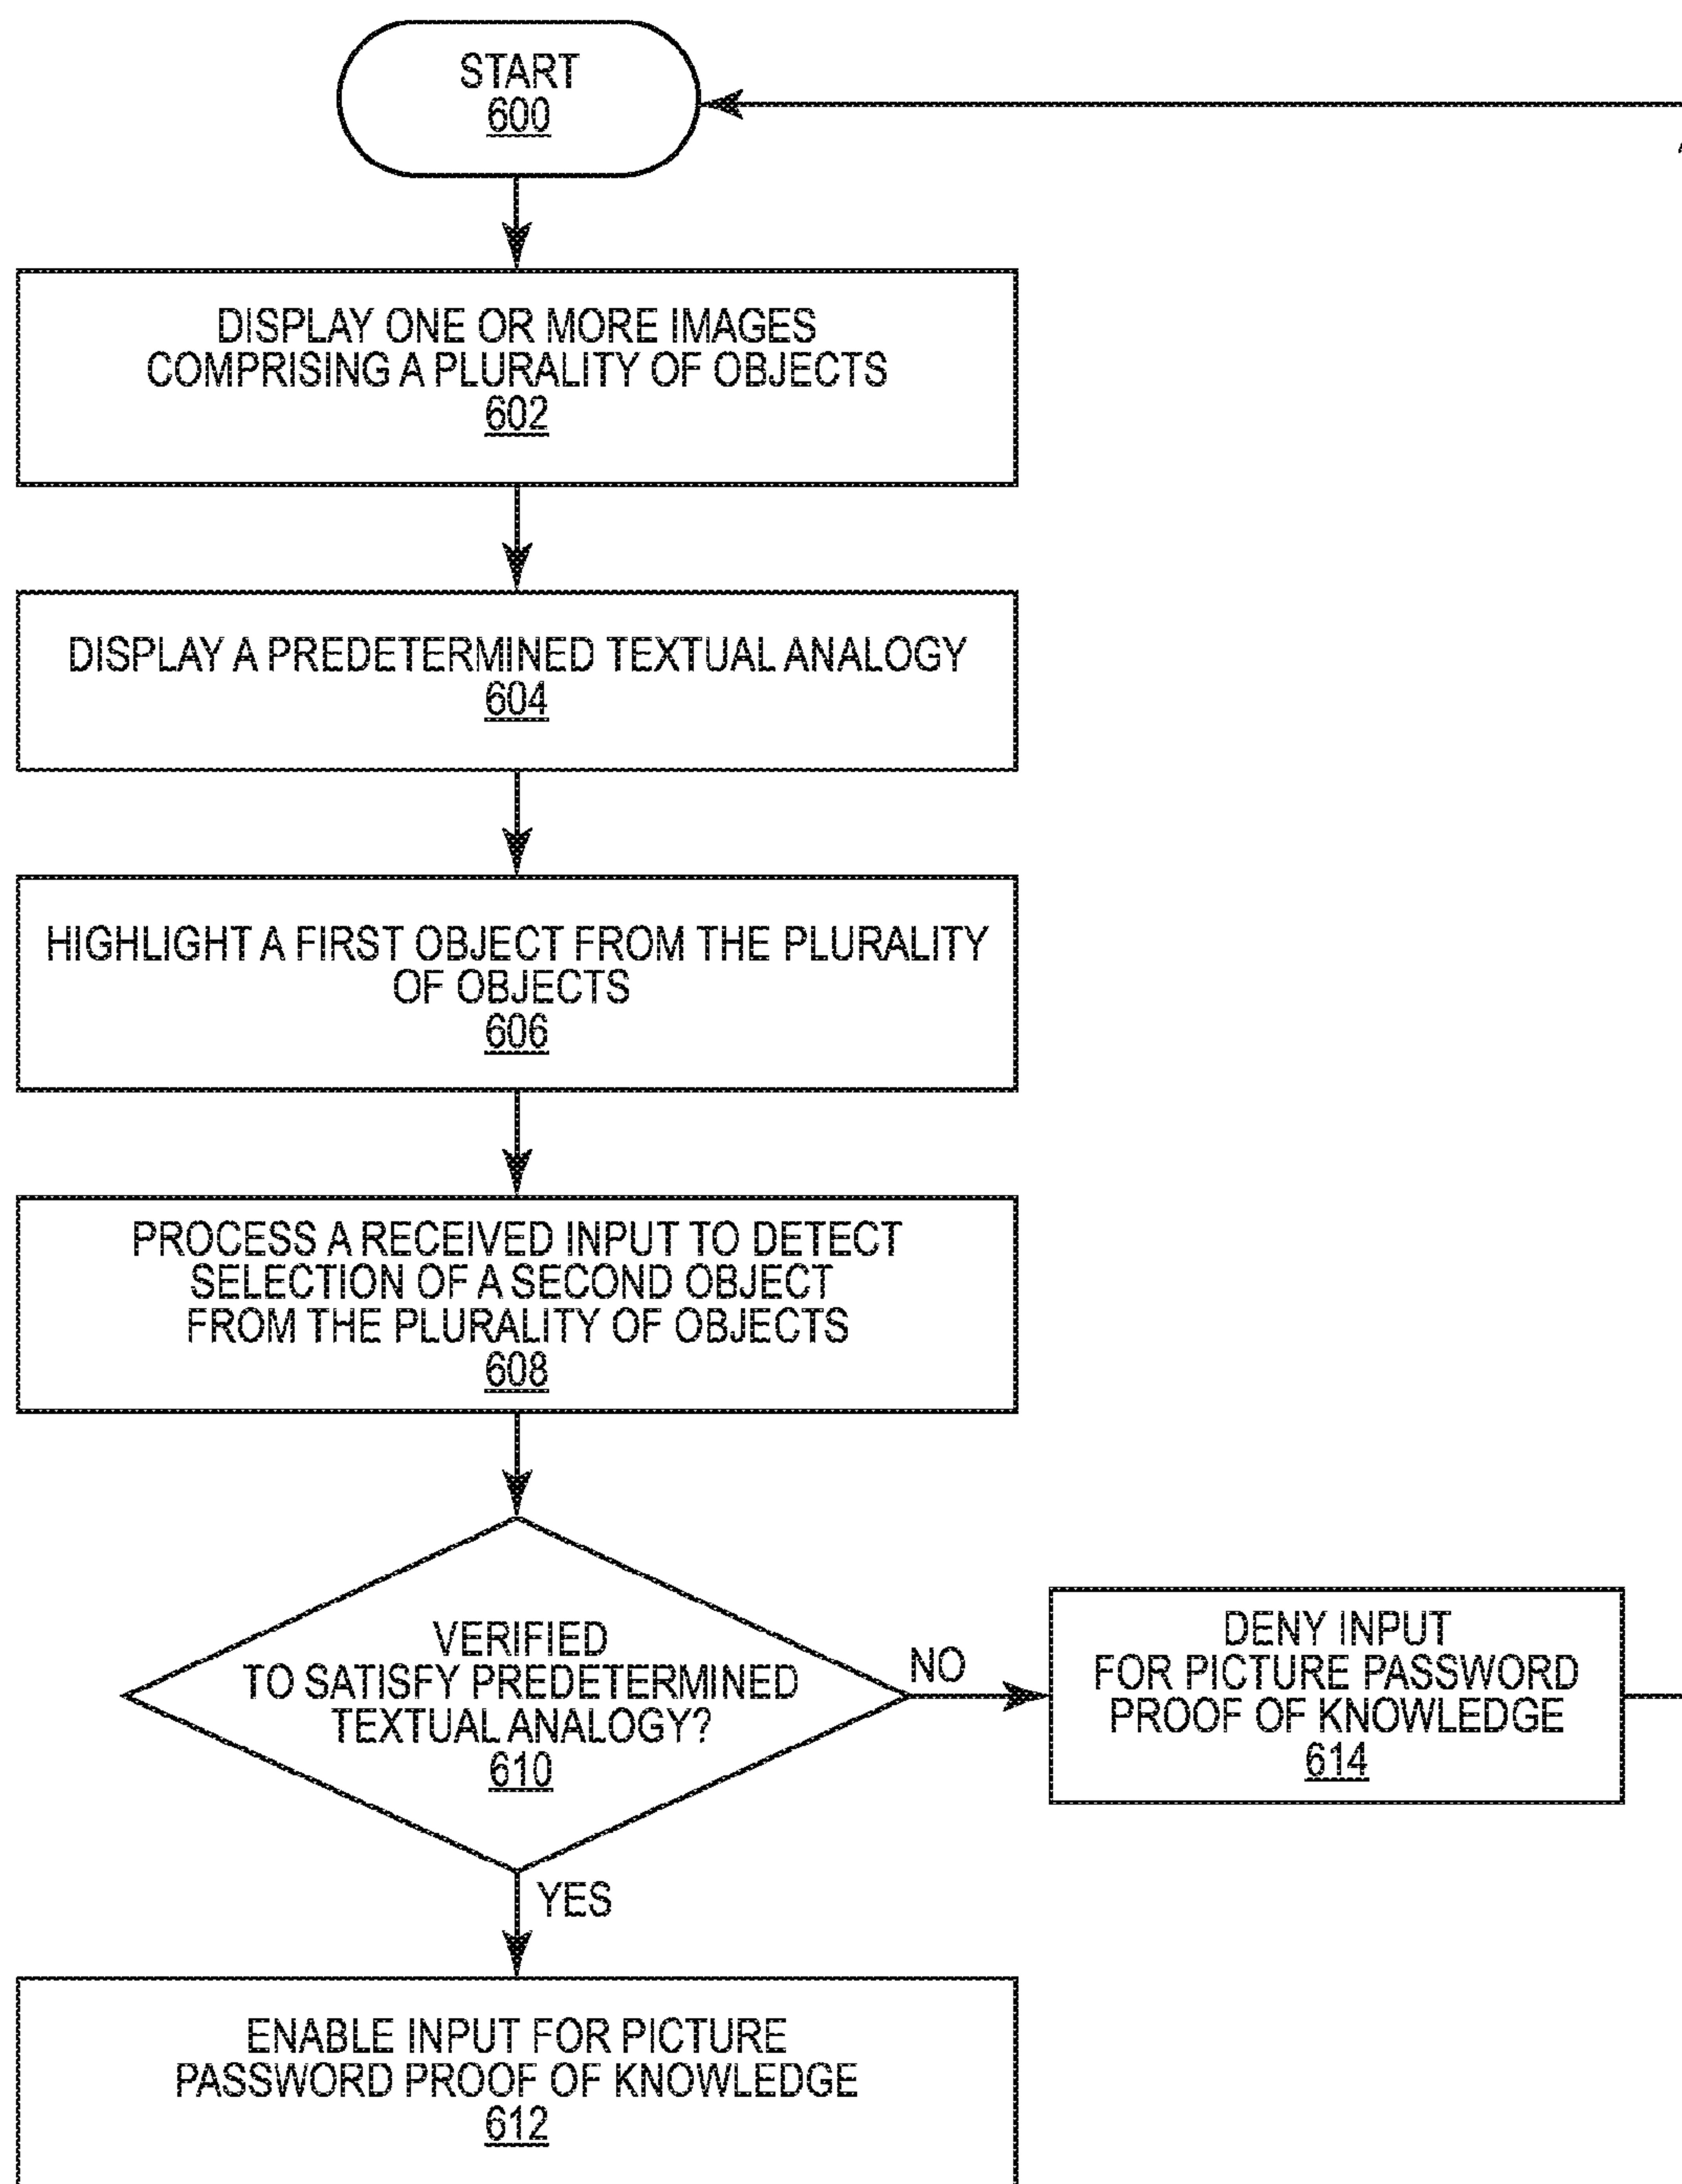 START
600
DISPLAY ONE OR MORE IMAGES
COMPRISING A PLURALITY OF OBJECTS
602
DISPLAY A PREDETERMINED TEXTUAL ANALOGY
604
HIGHLIGHT A FIRST OBJECT FROM THE PLURALITY
OF OBJECTS
606
PROCESS A RECEIVED INPUT TO DETECT
SELECTION OF A SECOND OBJECT
FROM THE PLURALITY OF OBJECTS
608
VERIFIED
TO SATISFY PREDETERMINED
TEXTUAL ANALOGY?
610
NO
DENY INPUT
FOR PICTURE PASSWORD
PROOF OF KNOWLEDGE
614
YES
ENABLE INPUT FOR PICTURE
PASSWORD PROOF OF KNOWLEDGE
612